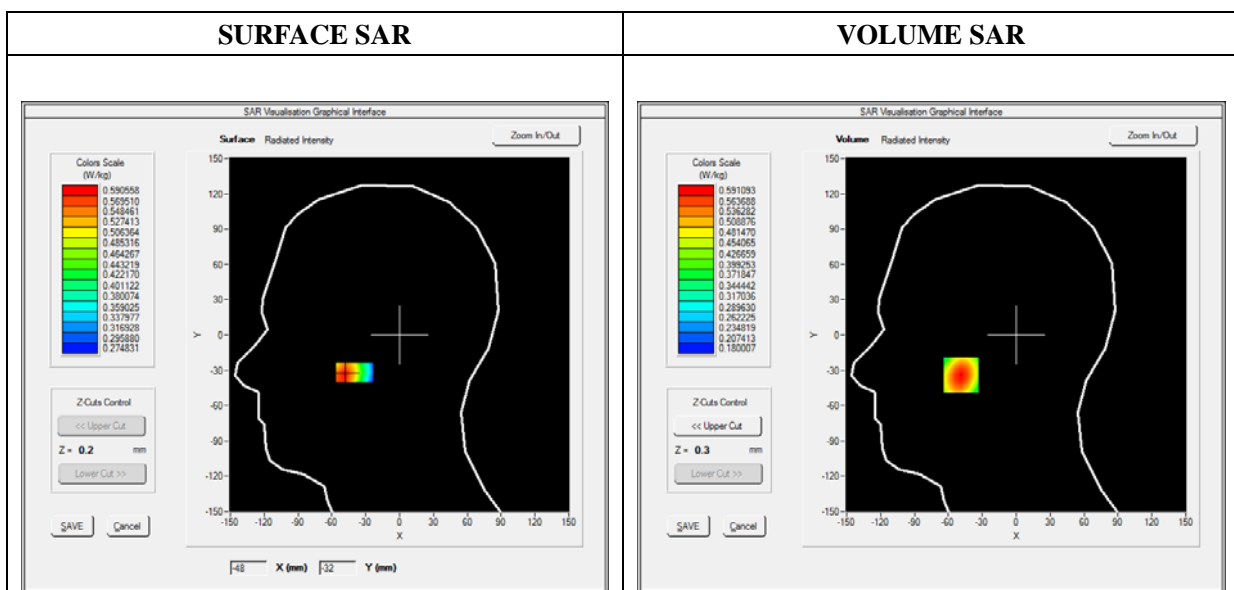 SURFACE SAR
VOLUME SAR
SAR Visualisation Graphical Interface
Surface Radiated Intensity
Zoom In/Out
Colors Scale
(W/kg)
0.590558
0.569510
0.548461
0.527413
0.506364
0.485316
0.464267
0.443219
0.422170
0.401122
0.380074
0.359025
0.337977
0.316928
0.295880
0.274831
150
120
90
60
30
0
-30
-60
-90
-120
-150
Y
-150 -120 -90 -60 -30 0 30 60 90 120 150
X
Z-Cuts Control
<< Upper Cut
Z = 0.2 mm
Lower Cut >>
SAVE Cancel
-48 X (mm) -32 Y (mm)
SAR Visualisation Graphical Interface
Volume Radiated Intensity
Zoom In/Out
Colors Scale
(W/kg)
0.591093
0.563688
0.536282
0.508876
0.481470
0.454065
0.426659
0.399253
0.371847
0.344442
0.317036
0.289630
0.262225
0.234819
0.207413
0.180007
150
120
90
60
30
0
-30
-60
-90
-120
-150
Y
-150 -120 -90 -60 -30 0 30 60 90 120 150
X
Z-Cuts Control
<< Upper Cut
Z = 0.3 mm
Lower Cut >>
SAVE Cancel